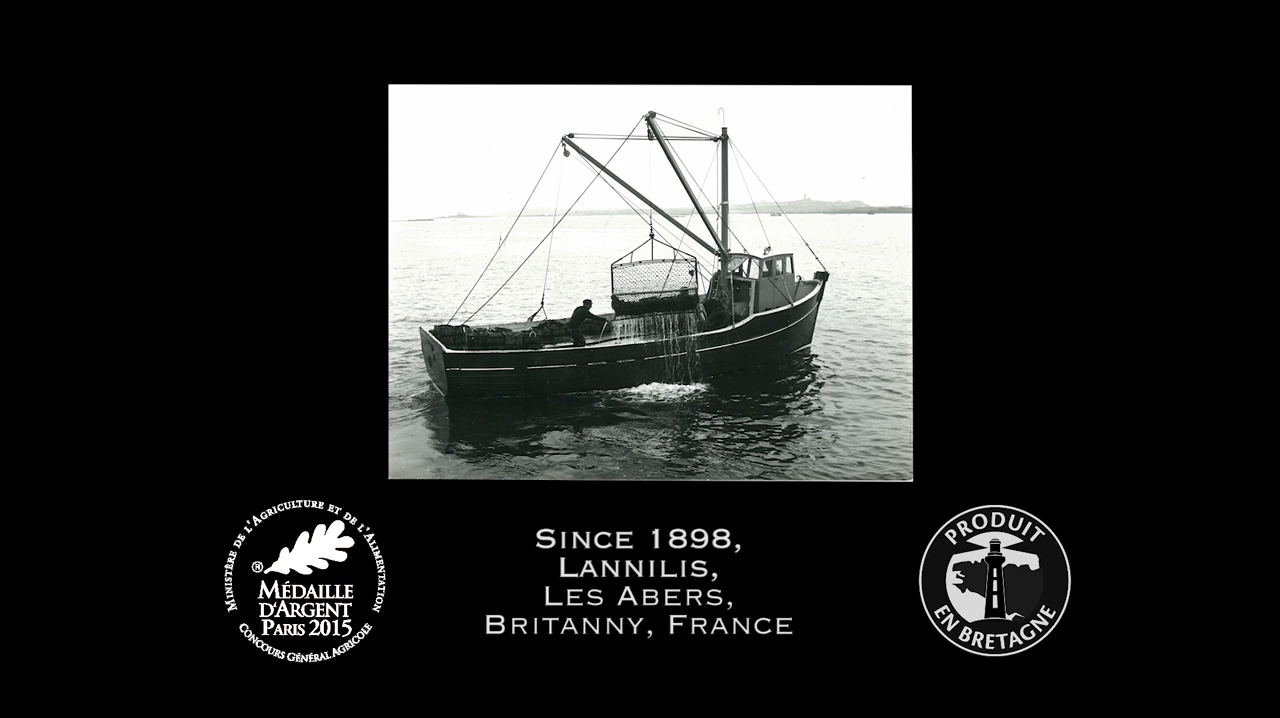 MINISTÈRE DE L'AGRICULTURE ET DE L'ALIMENTATION
MÉDAILLE
D'ARGENT
PARIS 2015
CONCOURS GÉNÉRAL AGRICOLE
SINCE 1898,
LANNILIS,
LES ABERS,
BRITANNY, FRANCE
PRODUIT
EN BRETAGNE